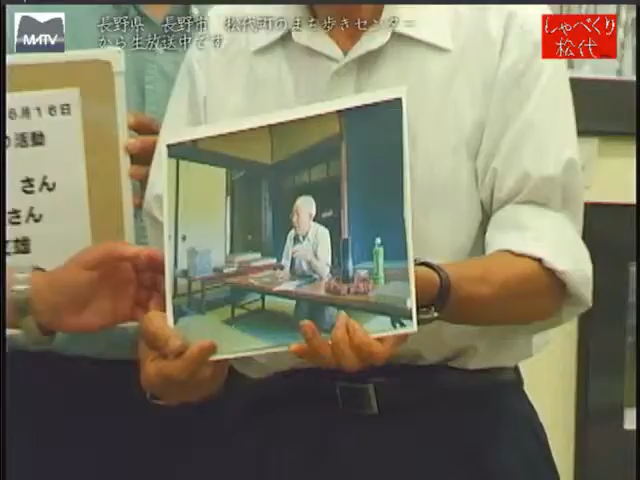 MATV
長野県　長野市　松代町のまち歩きセンター
から生放送中です
しゃべくり
松代
6月16日
活動
さん
さん
雄